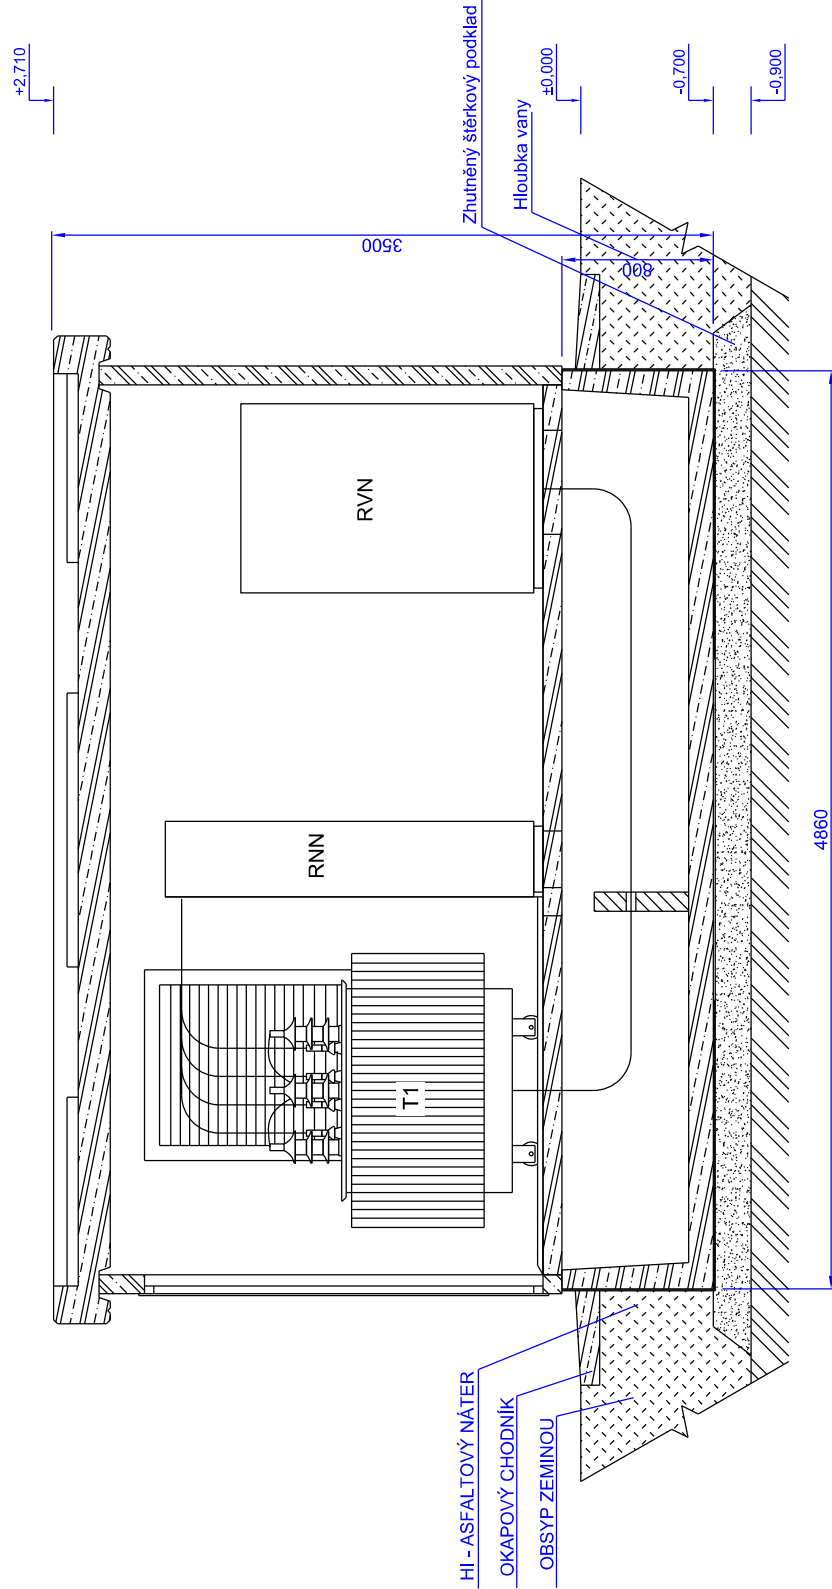 HI - ASFALTOVÝ NÁTER
OKAPOVÝ CHODNÍK
OBSYP ZEMINOU
T1
RNN
RVN
4860
3500
800
Zhutněný štěrkový podklad
Hloubka vany
+2,710
±0,000
-0,700
-0,900